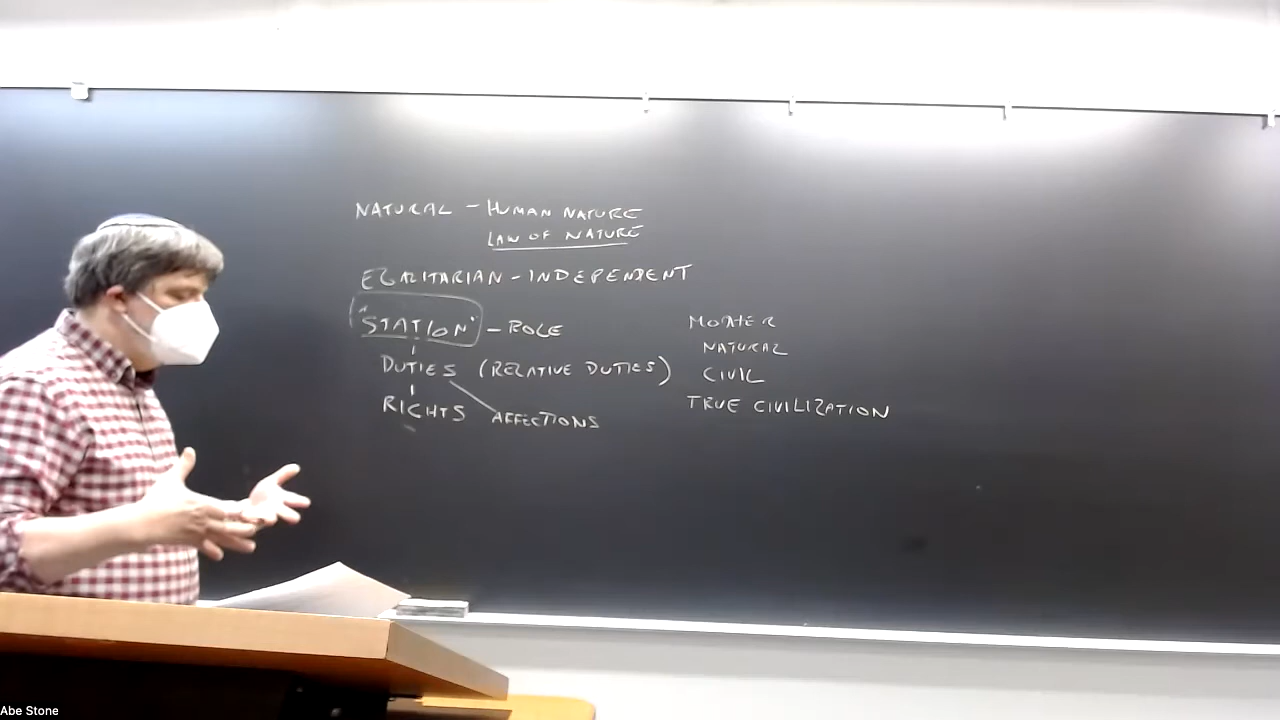 NATURAL - HUMAN NATURE
LAW OF NATURE
EGALITARIAN - INDEPENDENT
"STATION" - ROLE
DUTIES (RELATIVE DUTIES)
RIGHTS AFFECTIONS
MOTHER
NATURAL
CIVIL
TRUE CIVILIZATION
Abe Stone